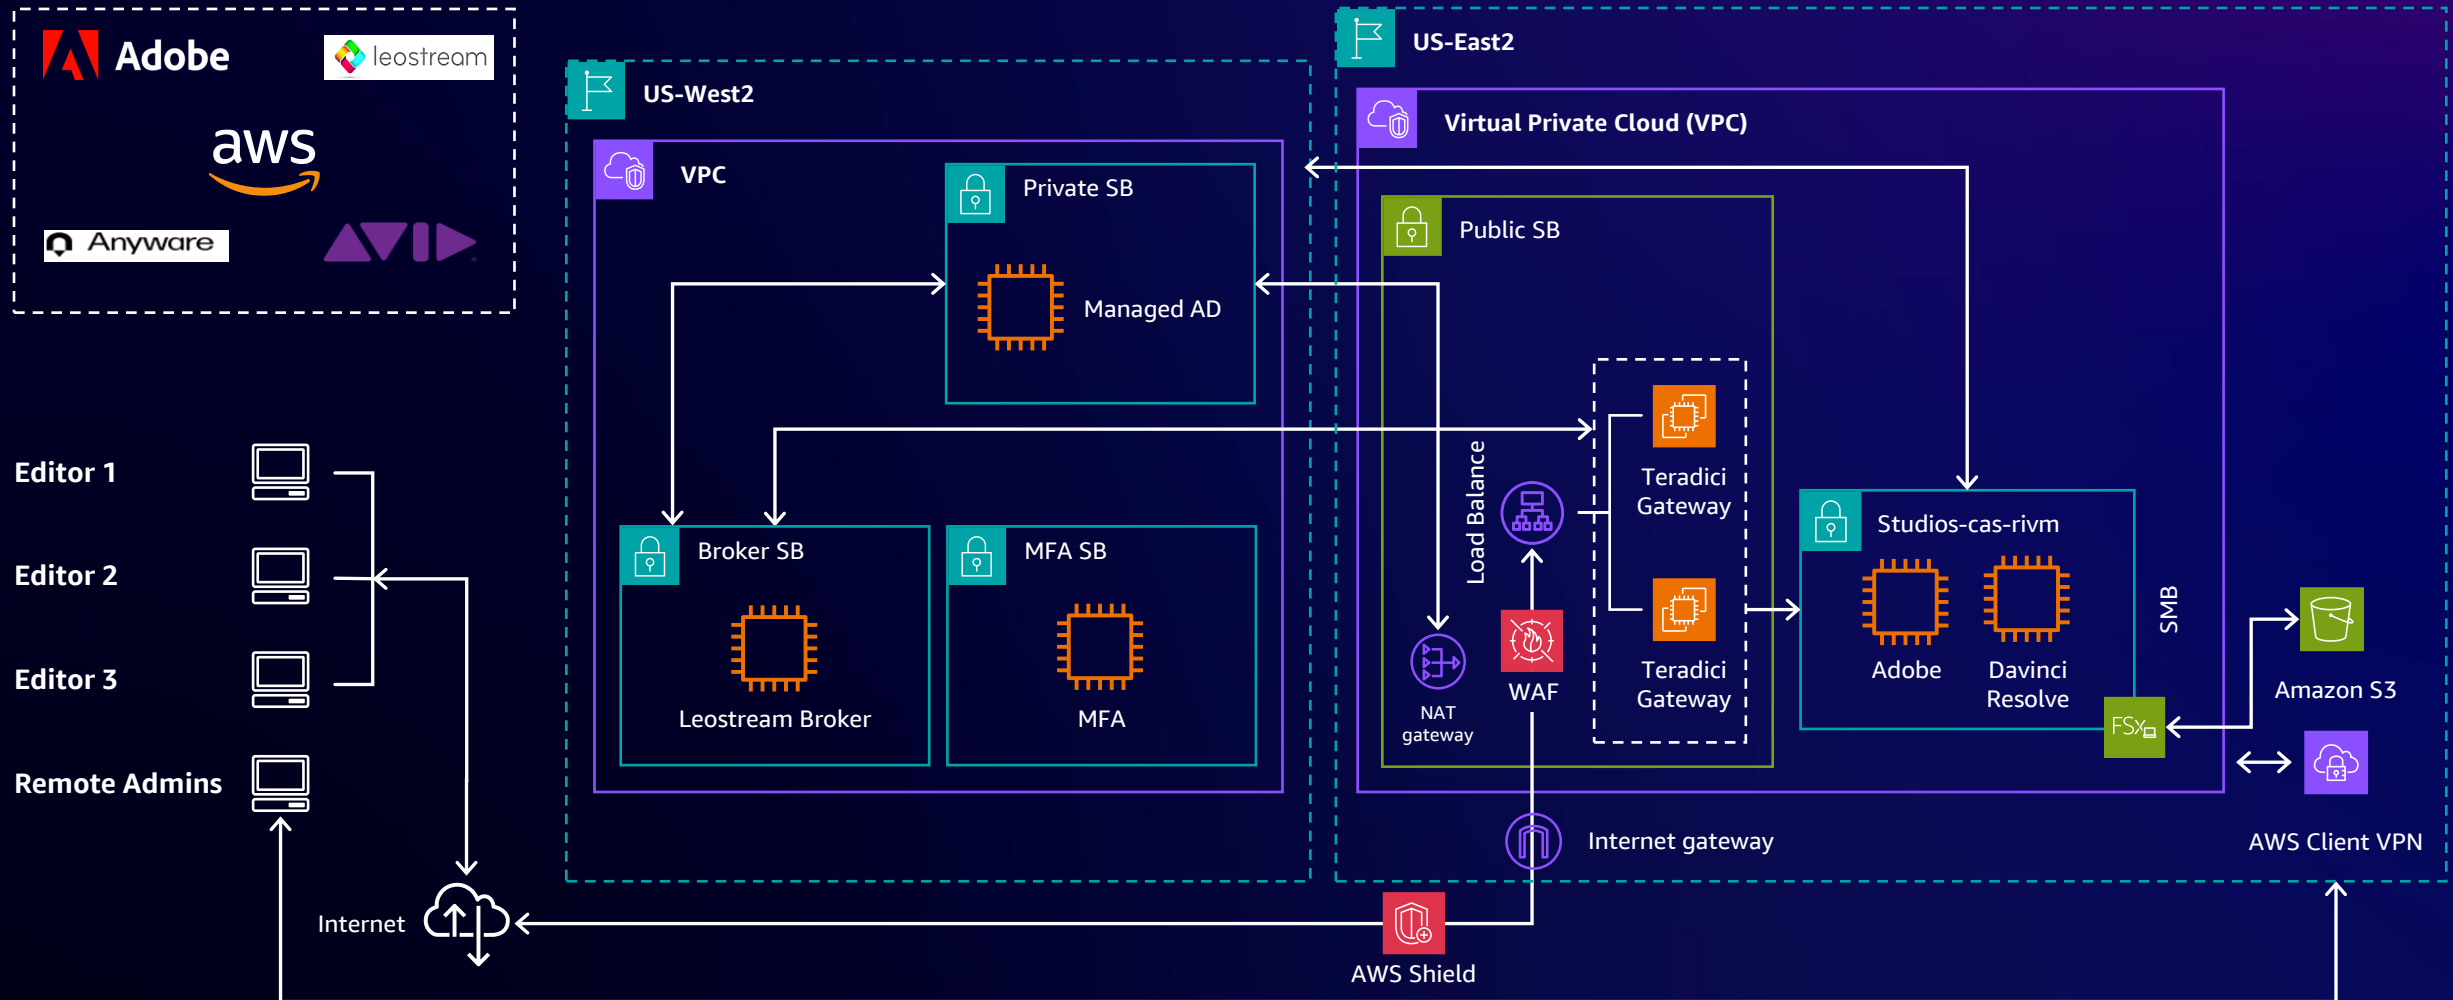 Adobe
leostream
aws
Anyware
AVID
US-West2
VPC
Private SB
Managed AD
Broker SB
Leostream Broker
MFA SB
MFA
US-East2
Virtual Private Cloud (VPC)
Public SB
Load Balance
Teradici
Gateway
Teradici
Gateway
NAT
gateway
WAF
Studios-cas-rivm
Adobe
Davinci
Resolve
SMB
FSx
Amazon S3
AWS Client VPN
Internet gateway
AWS Shield
Editor 1
Editor 2
Editor 3
Remote Admins
Internet